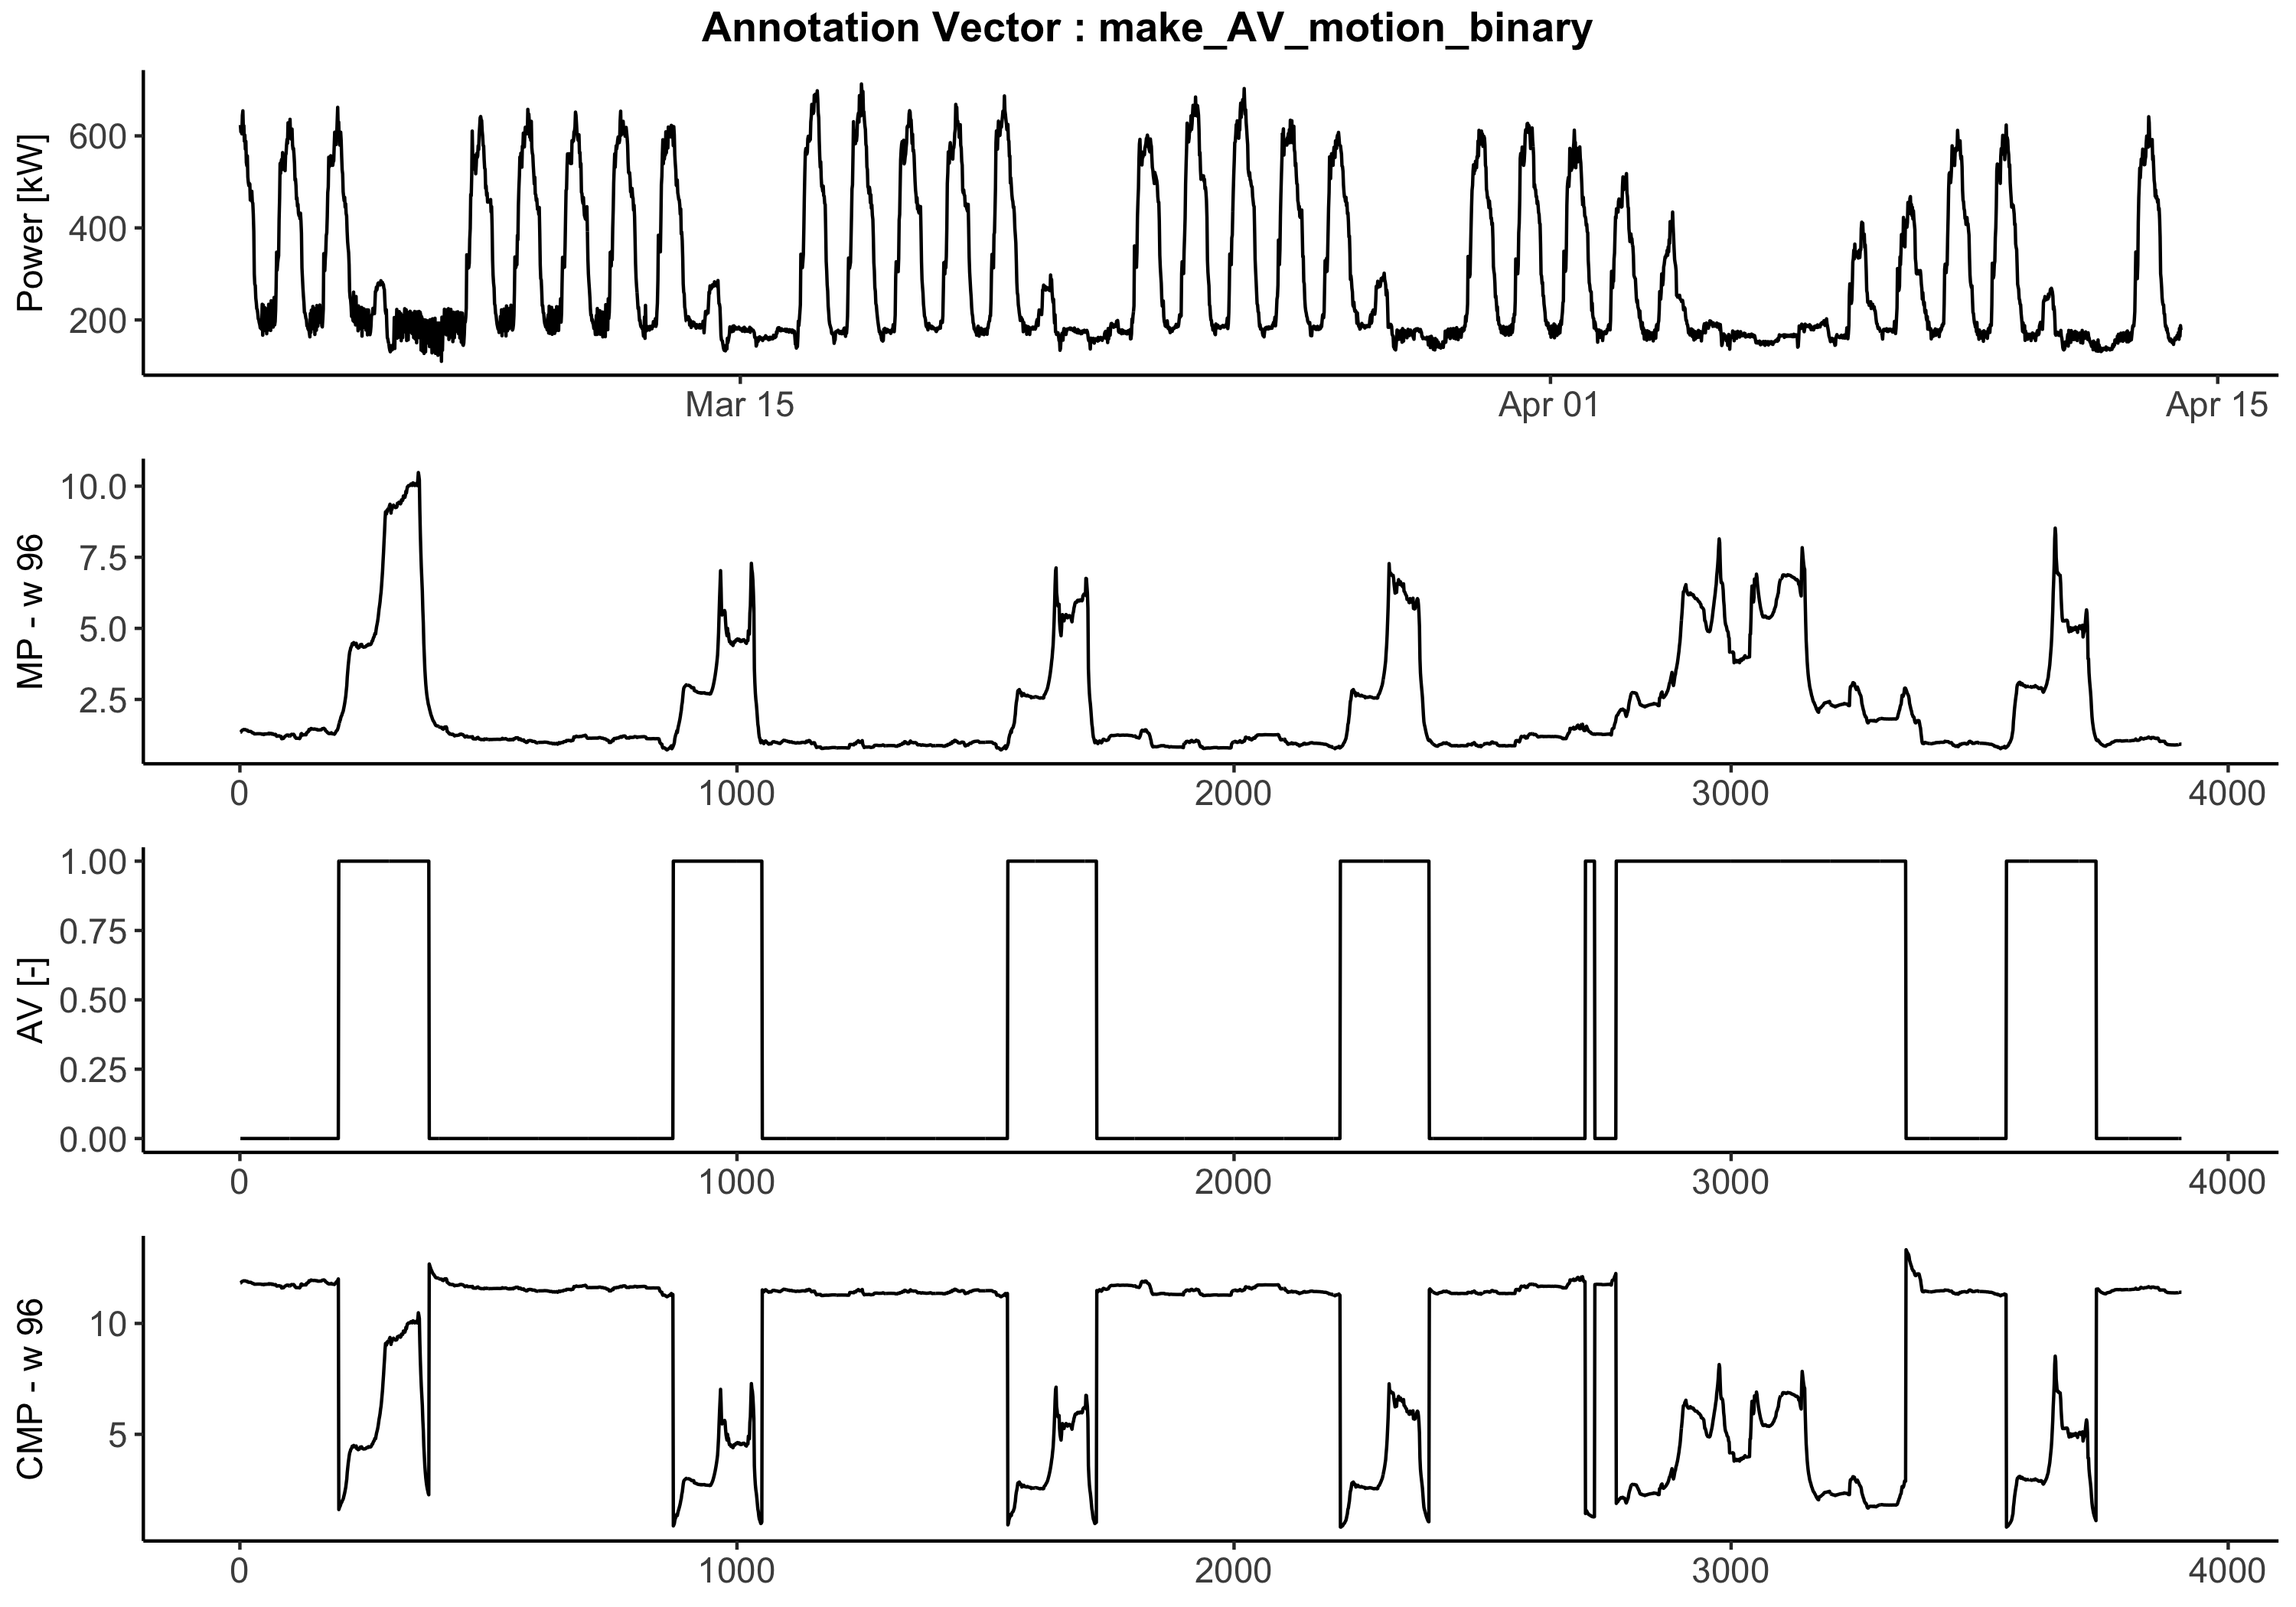 Annotation Vector : make_AV_motion_binary
Power [kW]
600
400
200
Mar 15 Apr 01 Apr 15
MP - w 96
10.0
7.5
5.0
2.5
0 1000 2000 3000 4000
AV [-]
1.00
0.75
0.50
0.25
0.00
0 1000 2000 3000 4000
CMP - w 96
10
5
0 1000 2000 3000 4000